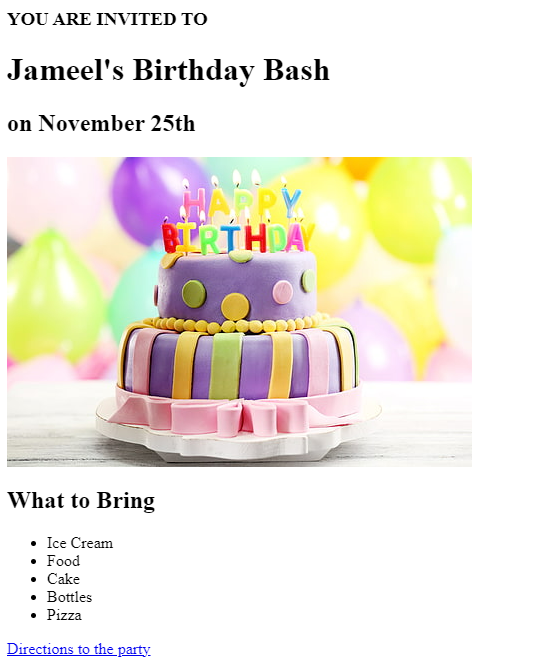 YOU ARE INVITED TO
Jameel's Birthday Bash
on November 25th
HAPPY
BIRTHDAY
What to Bring
Ice Cream
Food
Cake
Bottles
Pizza
Directions to the party